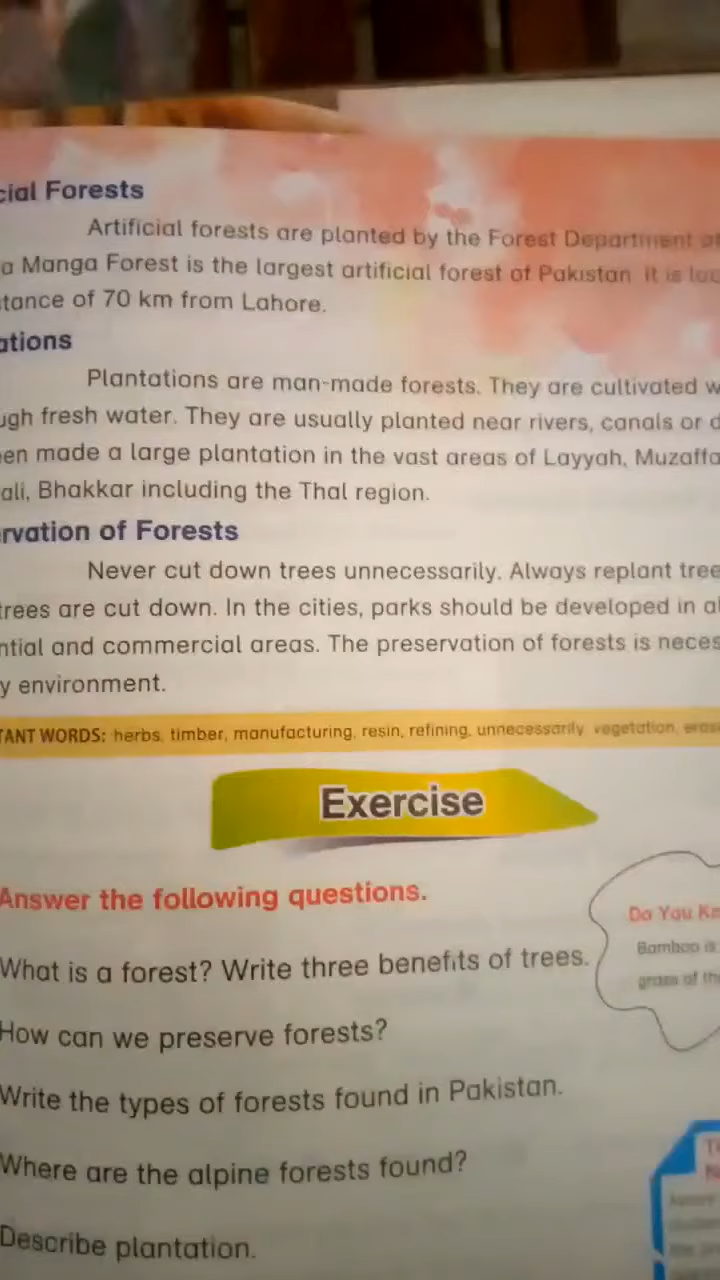 cial Forests
Artificial forests are planted by the Forest Department
a Manga Forest is the largest artificial forest of Pakistan. It is
tance of 70 km from Lahore.
ations
Plantations are man-made forests. They are cultivated w
ugh fresh water. They are usually planted near rivers, canals or d
en made a large plantation in the vast areas of Layyah, Muzaffa
ali, Bhakkar including the Thal region.
rvation of Forests
Never cut down trees unnecessarily. Always replant tree
trees are cut down. In the cities, parks should be developed in al
ntial and commercial areas. The preservation of forests is neces
y environment.
TANT WORDS: herbs, timber, manufacturing, resin, refining, unnecessarily, vegetation,
Exercise
Answer the following questions.
Do You Kn
What is a forest? Write three benefits of trees.
Bamboo is
grass of th
How can we preserve forests?
Write the types of forests found in Pakistan.
Where are the alpine forests found?
Describe plantation.